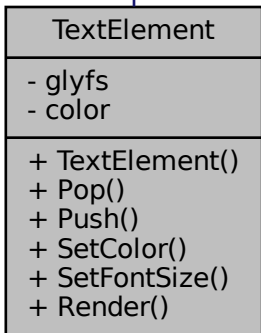 TextElement
- glyfs
- color
+ TextElement()
+ Pop()
+ Push()
+ SetColor()
+ SetFontSize()
+ Render()